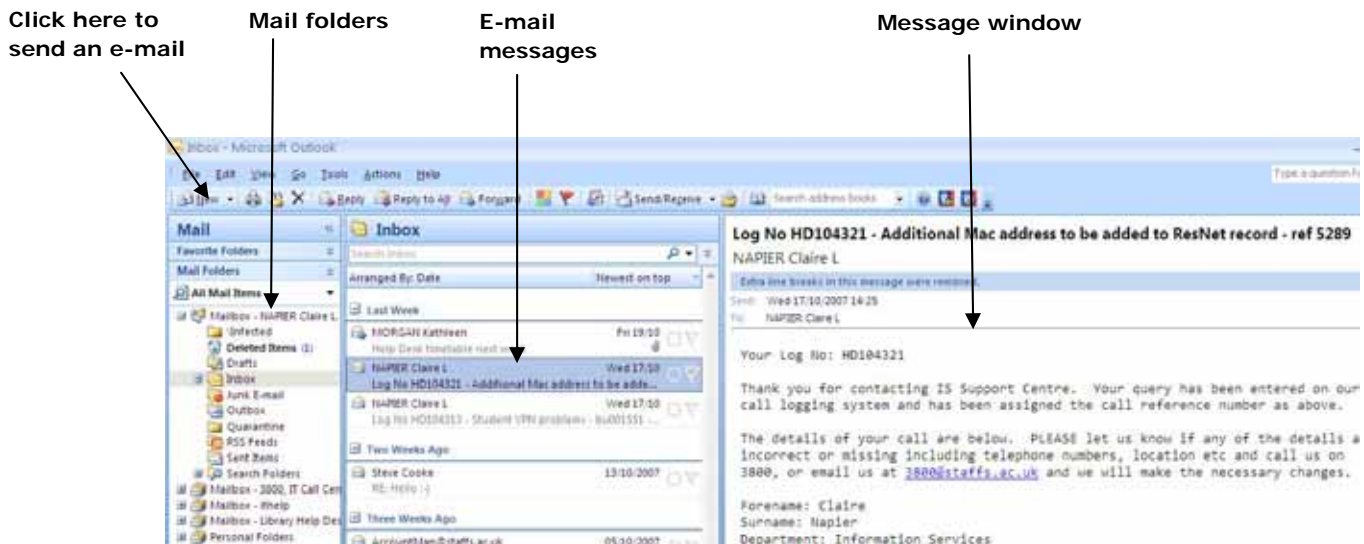 Click here to
send an e-mail
Mail folders
E-mail
messages
Message window
Inbox - Microsoft Outlook
Edit View Go Tools Actions Help
Type a question
New Reply Reply to All Forward Send/Receive Search address books
Mail
Favorite Folders
Mail Folders
All Mail Items
Mailbox - NAPIER Claire L
Deleted Items (1)
Drafts
Inbox
Junk E-mail
Outbox
Quarantine
RSS Feeds
Sent Items
Search Folders
Mailbox - 3800, IT Call Cen
Mailbox - Library Help Des
Personal Folders
Inbox
Search Inbox
Arranged By: Date Newest on top
Last Week
MORGAN Kathleen Fri 19/10
Help Desk timetable next
NAPIER Claire L Wed 17/10
Log No HD104321 - Additional Mac address to be adde...
NAPIER Claire L Wed 17/10
Student VPN problems
Two Weeks Ago
Steve Cooke 13/10/2007
RE: Hello :-)
Three Weeks Ago
05/10/2007
Log No HD104321 - Additional Mac address to be added to ResNet record - ref 5289
NAPIER Claire L
Extra line breaks in this message were removed.
Sent: Wed 17/10/2007 14:25
To: NAPIER Claire L
Your Log No: HD104321
Thank you for contacting IS Support Centre. Your query has been entered on our
call logging system and has been assigned the call reference number as above.
The details of your call are below. PLEASE let us know if any of the details a
incorrect or missing including telephone numbers, location etc and call us on
3800, or email us at 3800@staffs.ac.uk and we will make the necessary changes.
Forename: Claire
Surname: Napier
Department: Information Services